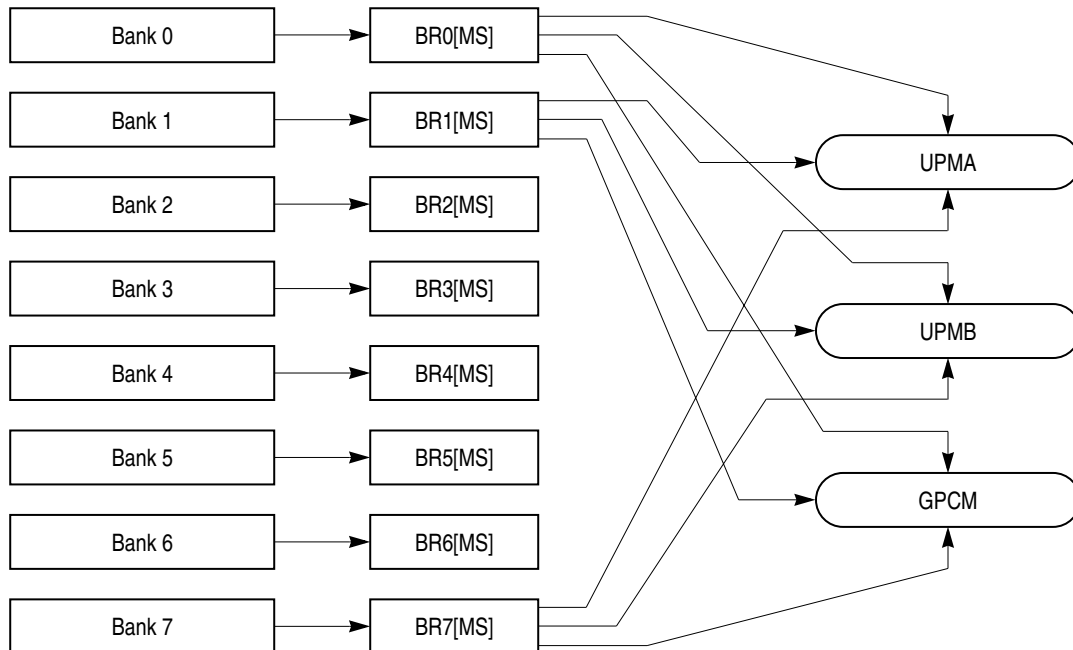 Bank 0
BR0[MS]
Bank 1
BR1[MS]
UPMA
Bank 2
BR2[MS]
Bank 3
BR3[MS]
UPMB
Bank 4
BR4[MS]
Bank 5
BR5[MS]
GPCM
Bank 6
BR6[MS]
Bank 7
BR7[MS]